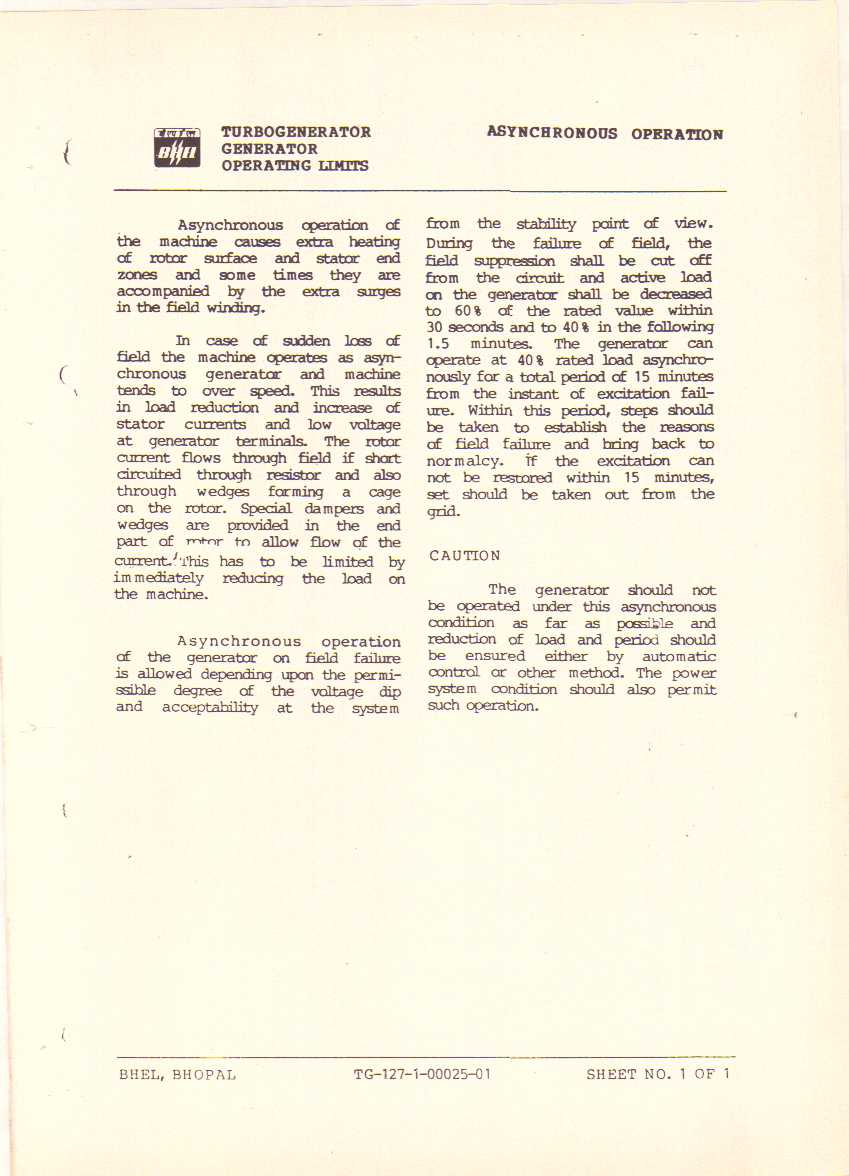 BHEL
TURBOGENERATOR
GENERATOR
OPERATING LIMITS
ASYNCHRONOUS OPERATION
Asynchronous operation of
the machine causes extra heating
of rotor surface and stator end
zones and some times they are
accompanied by the extra surges
in the field winding.
In case of sudden loss of
field the machine operates as asyn-
chronous generator and machine
tends to over speed. This results
in load reduction and increase of
stator currents and low voltage
at generator terminals. The rotor
current flows through field if short
circuited through resistor and also
through wedges forming a cage
on the rotor. Special dampers and
wedges are provided in the end
part of rotor to allow flow of the
current. This has to be limited by
immediately reducing the load on
the machine.
Asynchronous operation
of the generator on field failure
is allowed depending upon the permi-
ssible degree of the voltage dip
and acceptability at the system
from the stability point of view.
During the failure of field, the
field suppression shall be cut off
from the circuit and active load
on the generator shall be decreased
to 60% of the rated value within
30 seconds and to 40% in the following
1.5 minutes. The generator can
operate at 40% rated load asynchro-
nously for a total period of 15 minutes
from the instant of excitation fail-
ure. Within this period, steps should
be taken to establish the reasons
of field failure and bring back to
normalcy. if the excitation can
not be restored within 15 minutes,
set should be taken out from the
grid.
CAUTION
The generator should not
be operated under this asynchronous
condition as far as possible and
reduction of load and period should
be ensured either by automatic
control or other method. The power
system condition should also permit
such operation.
BHEL, BHOPAL TG-127-1-00025-01 SHEET NO. 1 OF 1